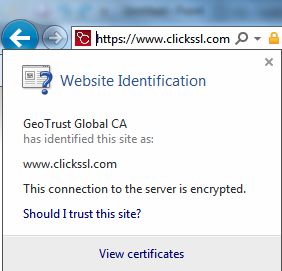 https://www.clickssl.com
Website Identification
GeoTrust Global CA
has identified this site as:
www.clickssl.com
This connection to the server is encrypted.
Should I trust this site?
View certificates